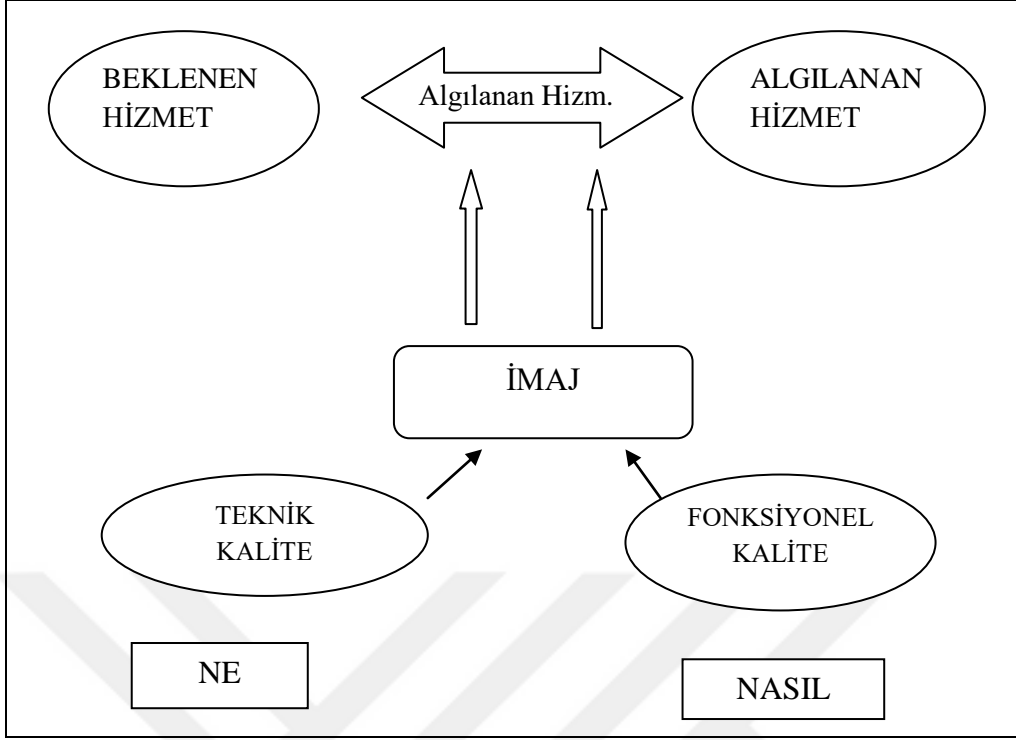 BEKLENEN
HİZMET
Algılanan Hizm.
ALGILANAN
HİZMET
İMAJ
TEKNİK
KALİTE
FONKSİYONEL
KALİTE
NE
NASIL